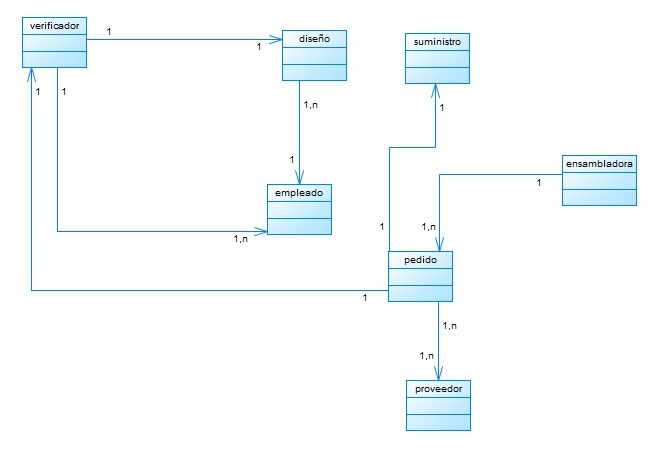 verificador
1
1
diseño
suministro
1
1
1,n
1
1
ensambladora
1
empleado
1,n
1
1,n
pedido
1
1,n
1,n
proveedor